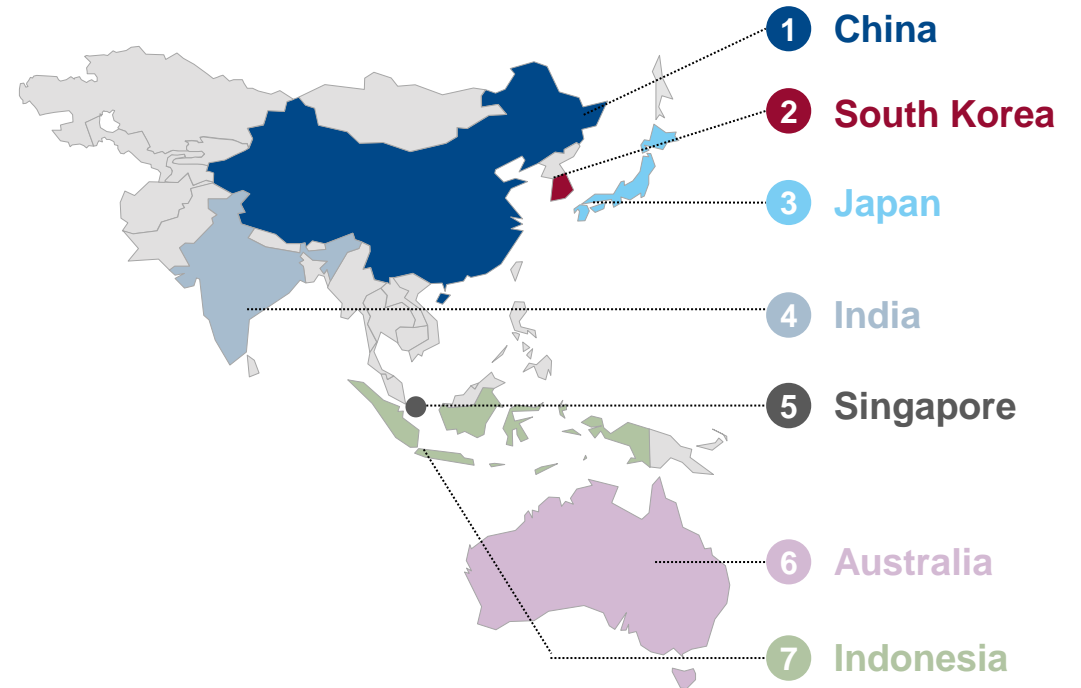 1 China
2 South Korea
3 Japan
4 India
5 Singapore
6 Australia
7 Indonesia